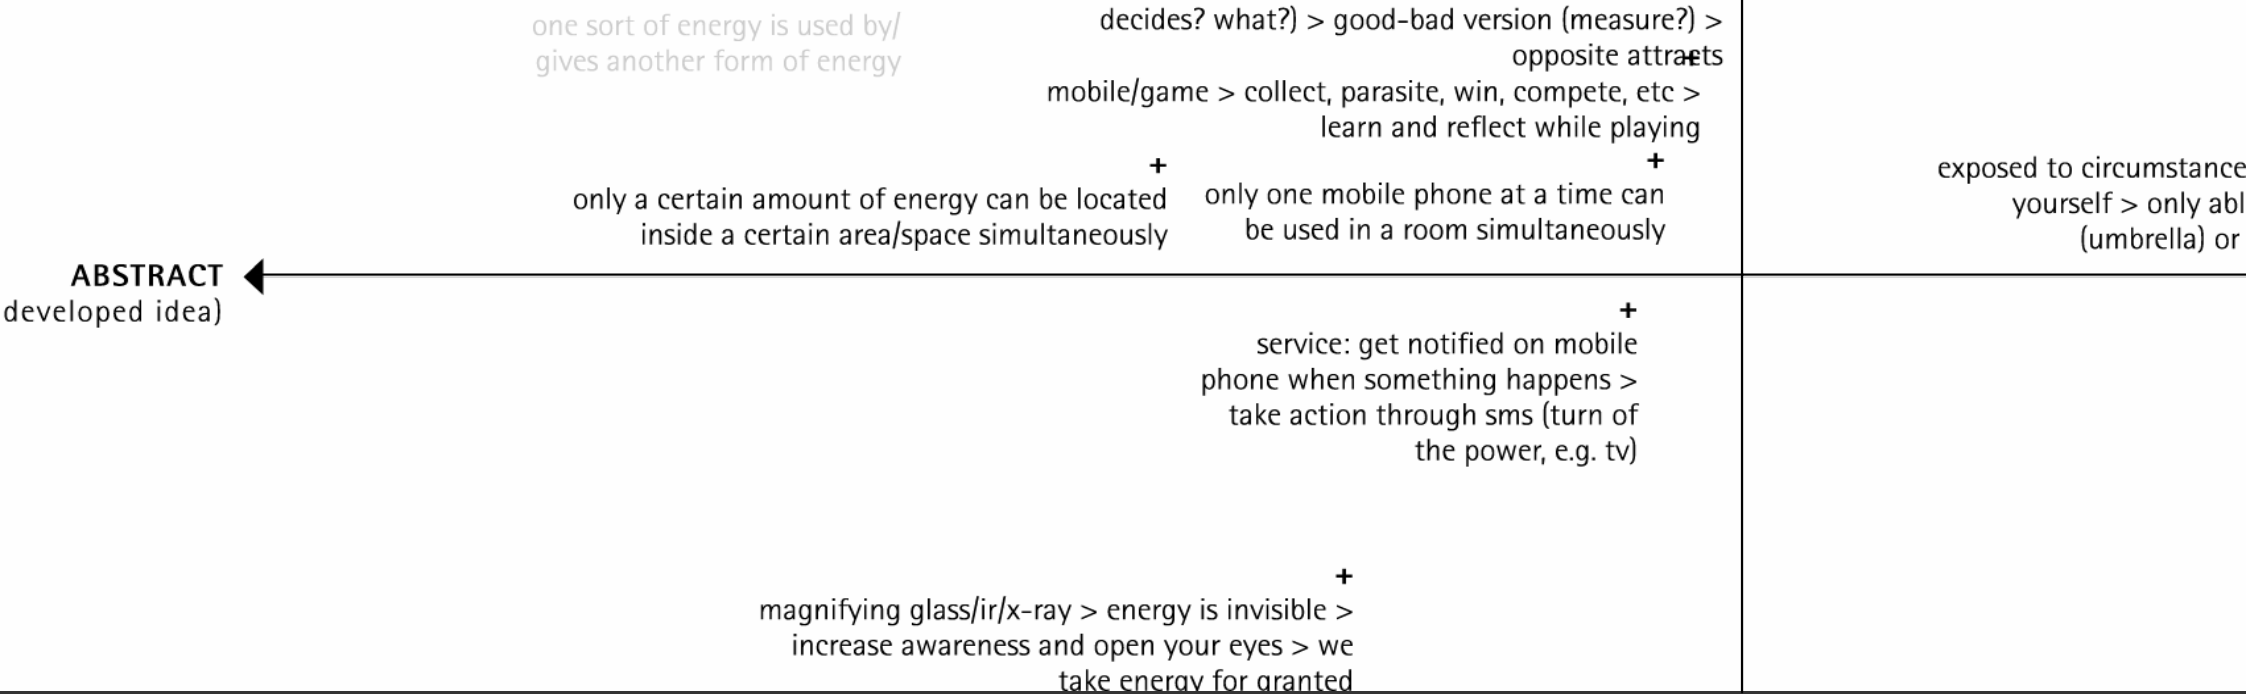 one sort of energy is used by/
gives another form of energy
decides? what?) > good-bad version (measure?) >
opposite attracts
+
mobile/game > collect, parasite, win, compete, etc >
learn and reflect while playing
+
only a certain amount of energy can be located
inside a certain area/space simultaneously
+
only one mobile phone at a time can
be used in a room simultaneously
exposed to circumstance
yourself > only abl
(umbrella) or
ABSTRACT
developed idea)
+
service: get notified on mobile
phone when something happens >
take action through sms (turn of
the power, e.g. tv)
+
magnifying glass/ir/x-ray > energy is invisible >
increase awareness and open your eyes > we
take energy for granted